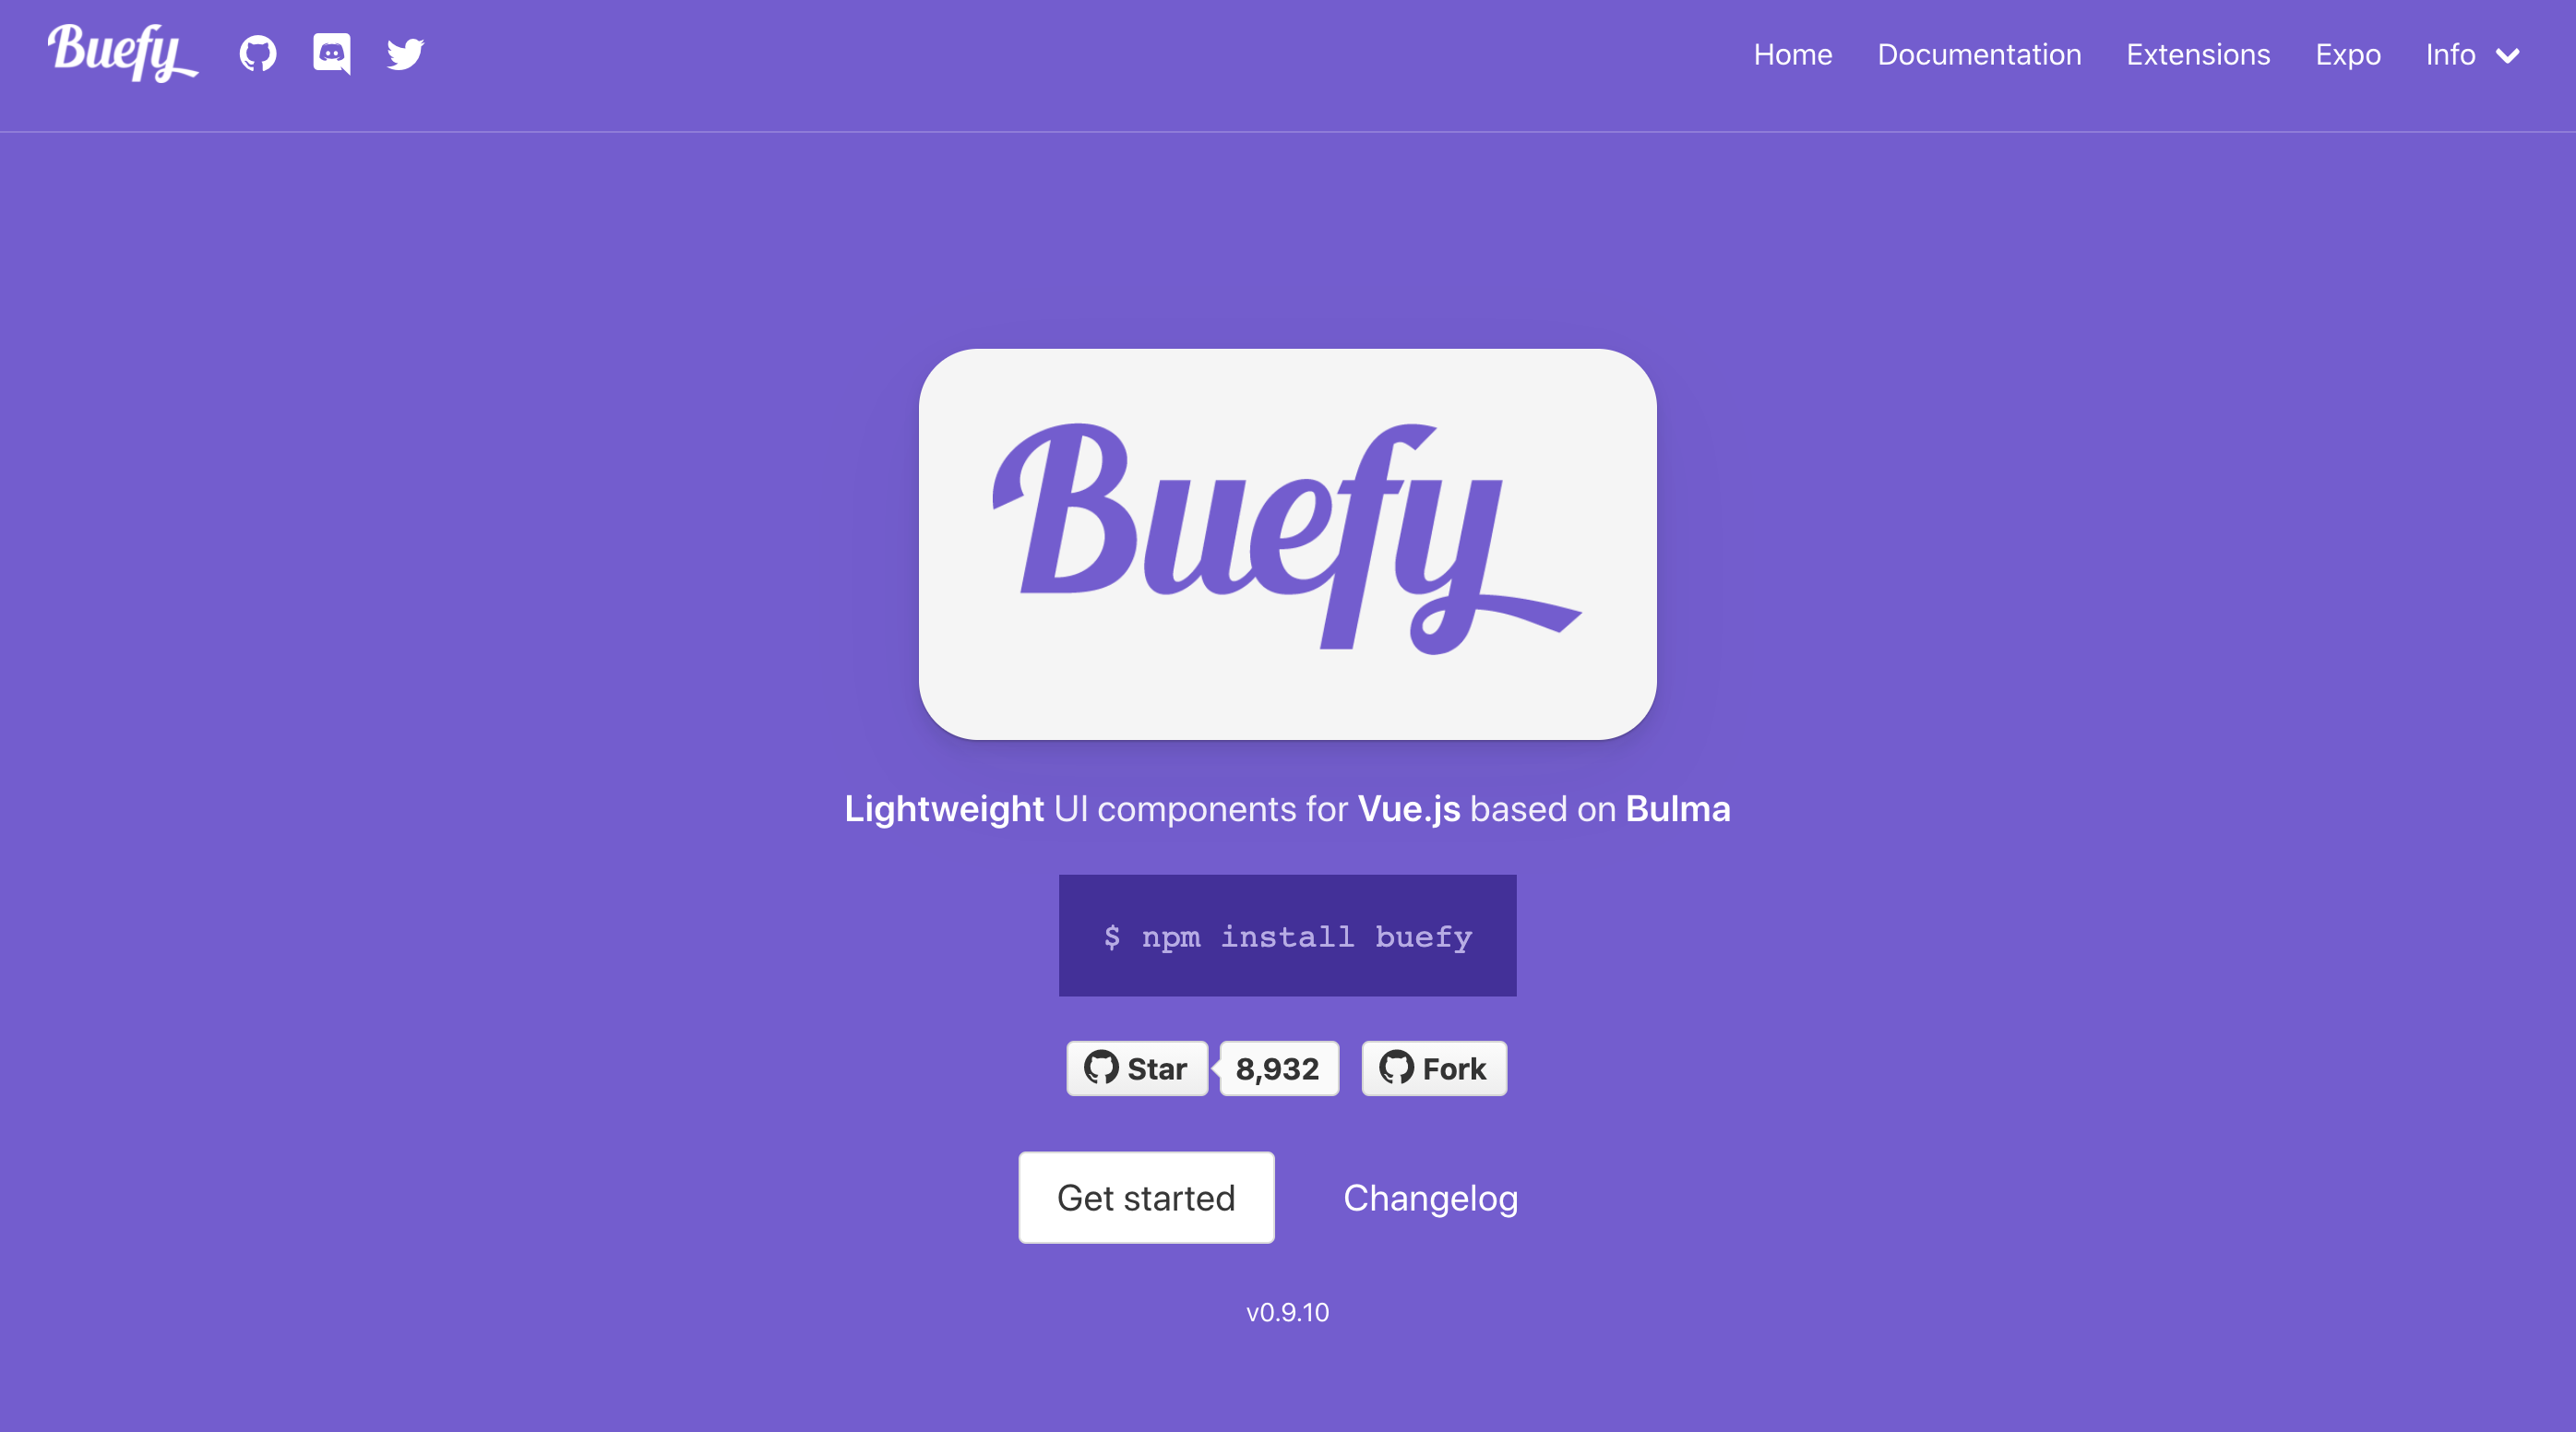 Buefy Home Documentation Extensions Expo Info
Buefy
Lightweight UI components for Vue.js based on Bulma
$ npm install buefy
Star 8,932 Fork
Get started Changelog
v0.9.10